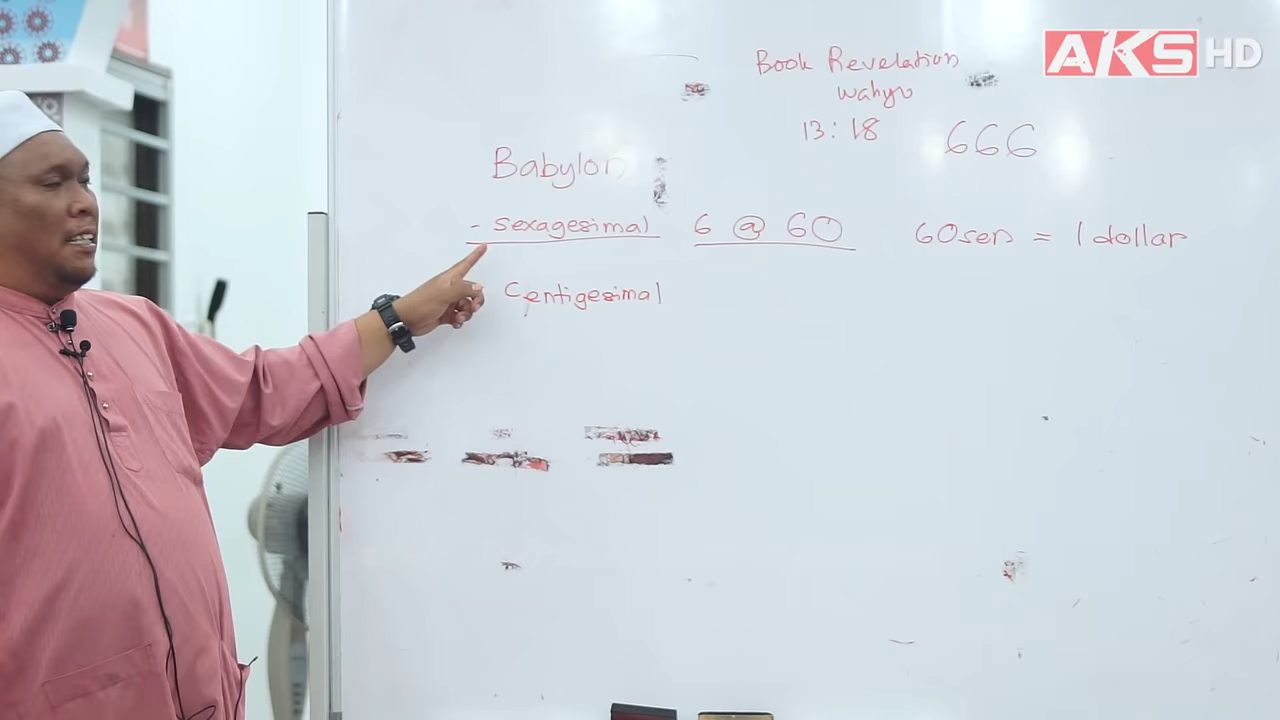 AKS HD
Book Revelation
wahyu
13:18 666
Babylon
- sexagesimal 6 @ 60 60sen = 1 dollar
Centigesimal